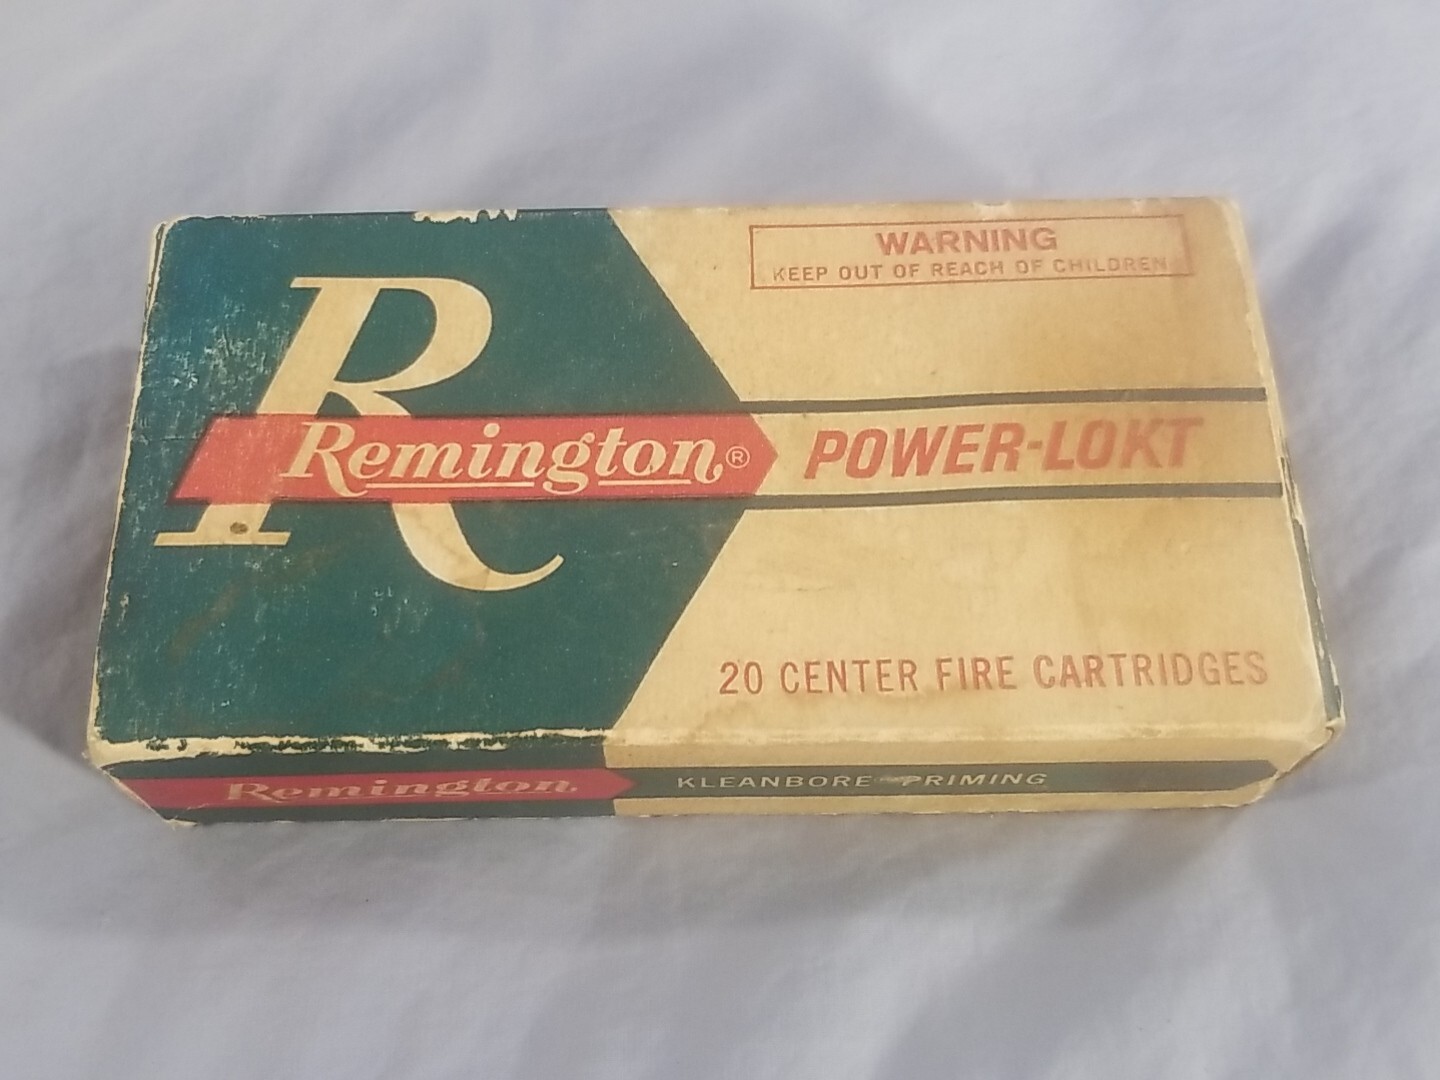 WARNING
KEEP OUT OF REACH OF CHILDREN
R
Remington®
POWER-LOKT
20 CENTER FIRE CARTRIDGES
Remington
KLEANBORE PRIMING